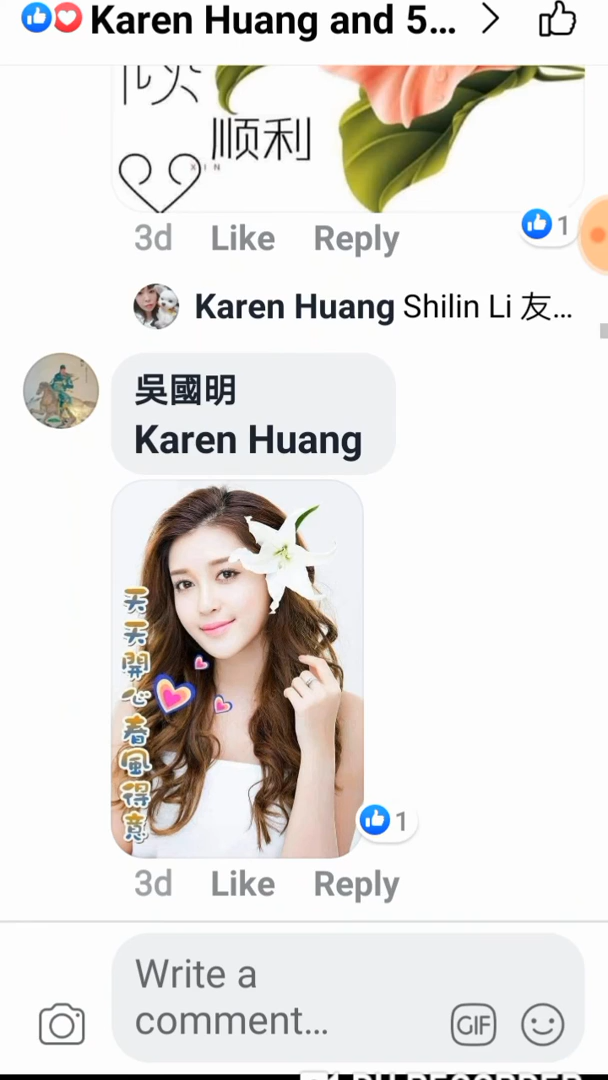 Karen Huang and 5...
顺利
XIN
3d Like Reply
1
Karen Huang Shilin Li 友...
吳國明
Karen Huang
天天開心春風得意
1
3d Like Reply
Write a
comment...
GIF